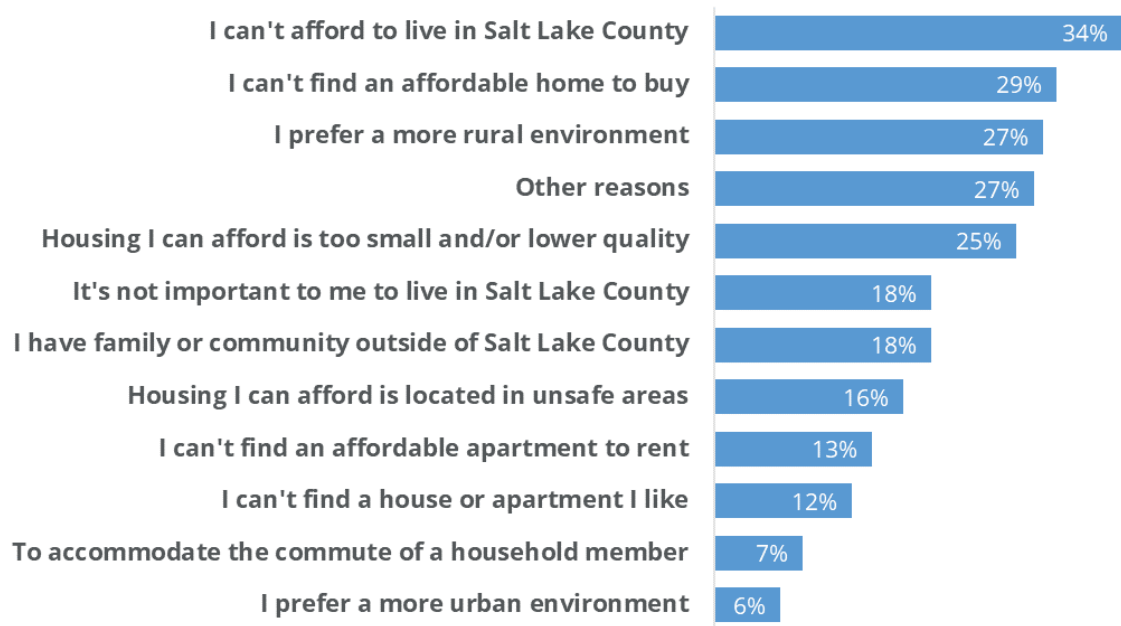 I can't afford to live in Salt Lake County 34%
I can't find an affordable home to buy 29%
I prefer a more rural environment 27%
Other reasons 27%
Housing I can afford is too small and/or lower quality 25%
It's not important to me to live in Salt Lake County 18%
I have family or community outside of Salt Lake County 18%
Housing I can afford is located in unsafe areas 16%
I can't find an affordable apartment to rent 13%
I can't find a house or apartment I like 12%
To accommodate the commute of a household member 7%
I prefer a more urban environment 6%